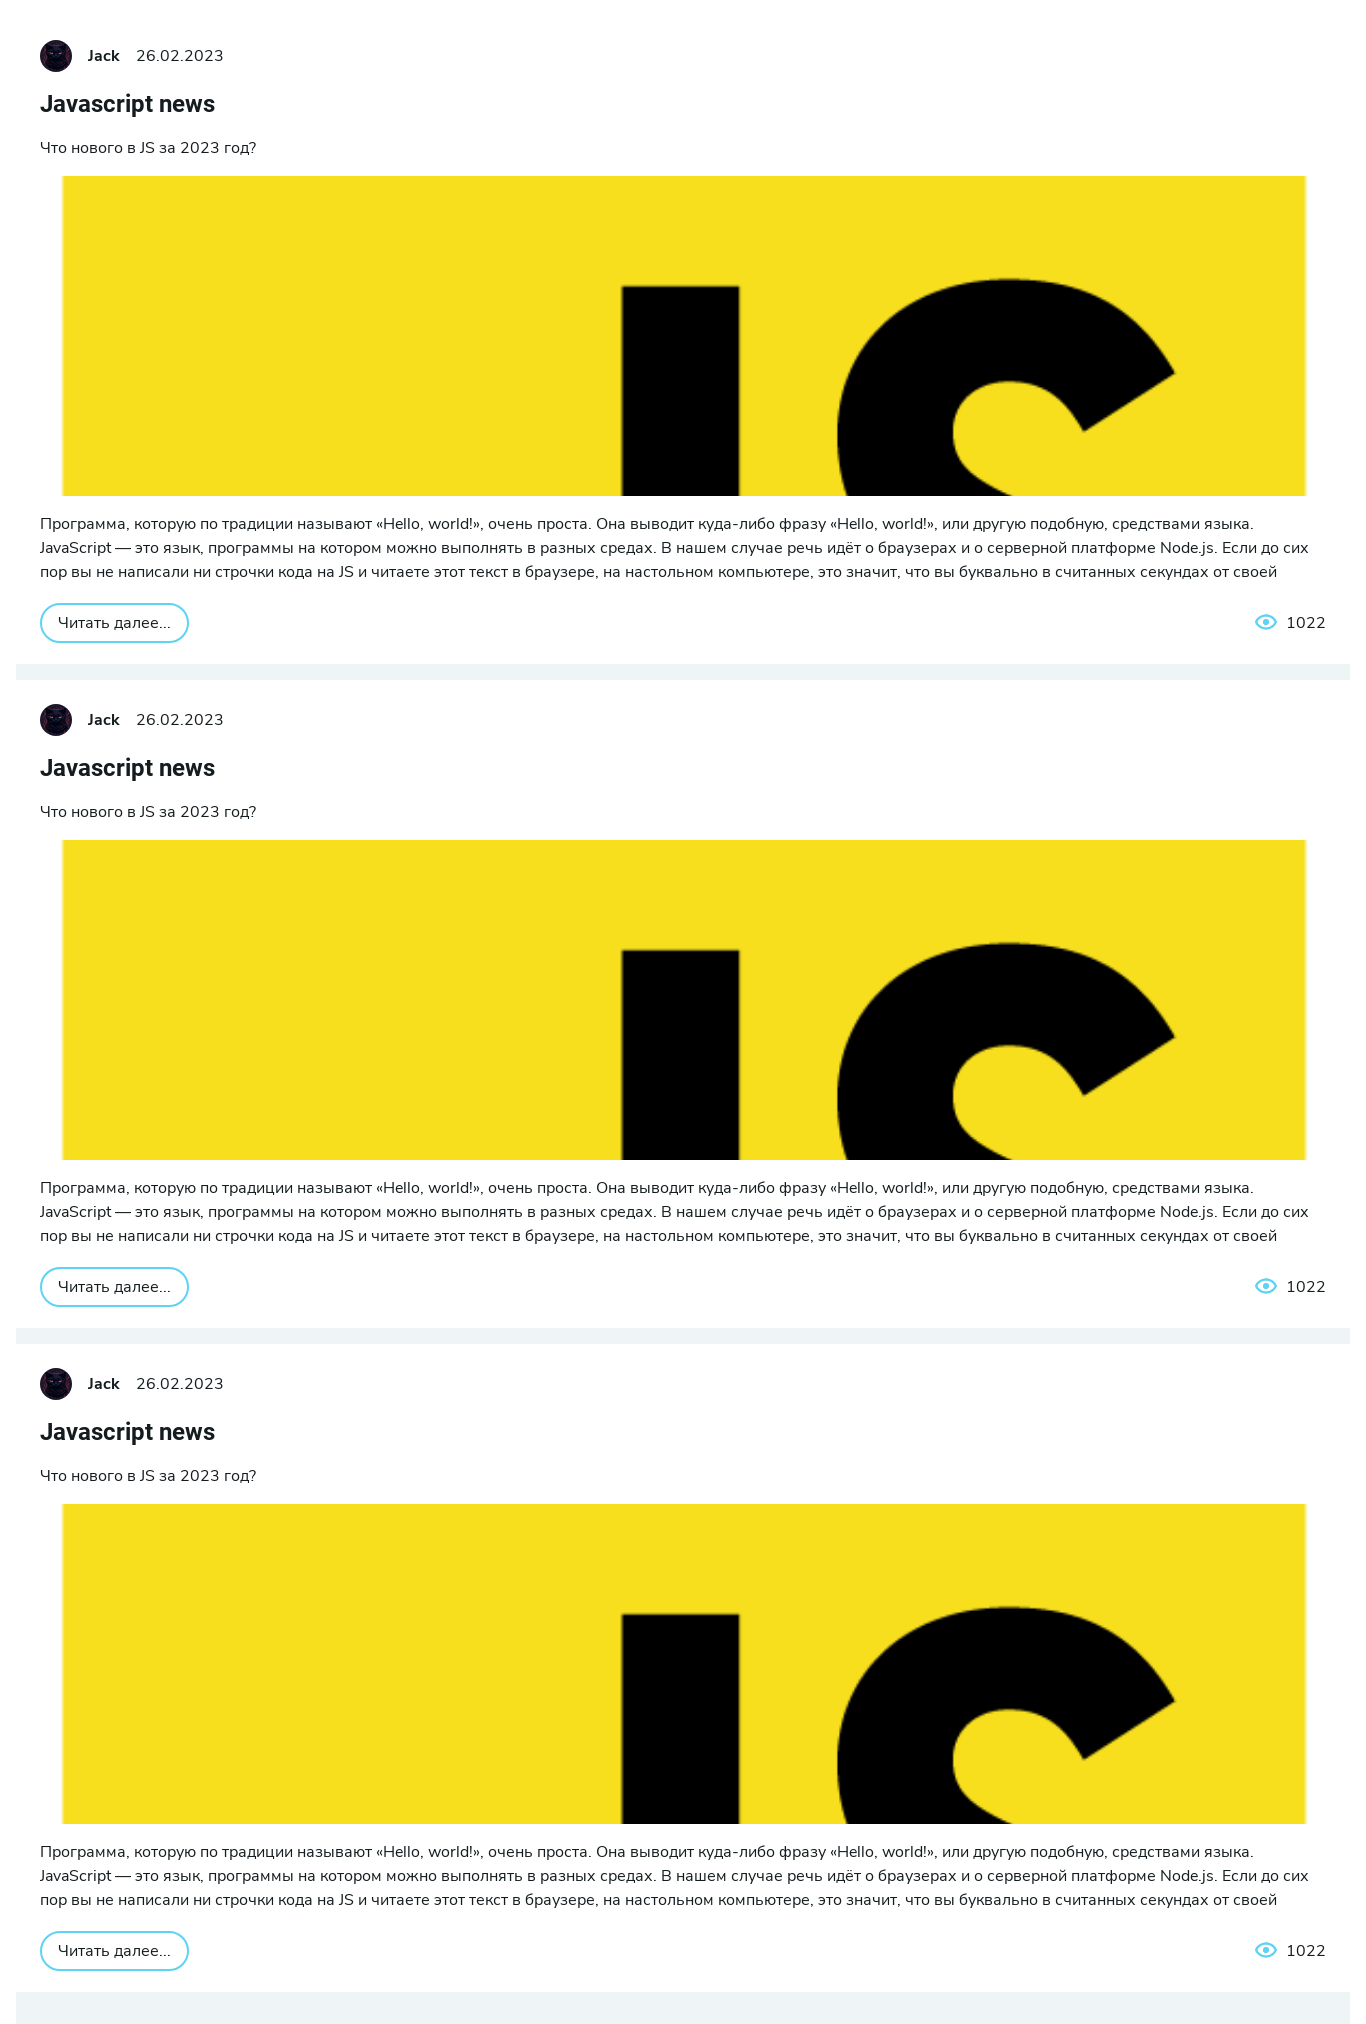 Jack 26.02.2023
Javascript news
Что нового в JS за 2023 год?
JS
Программа, которую по традиции называют «Hello, world!», очень проста. Она выводит куда-либо фразу «Hello, world!», или другую подобную, средствами языка.
JavaScript — это язык, программы на котором можно выполнять в разных средах. В нашем случае речь идёт о браузерах и о серверной платформе Node.js. Если до сих
пор вы не написали ни строчки кода на JS и читаете этот текст в браузере, на настольном компьютере, это значит, что вы буквально в считанных секундах от своей
Читать далее... 1022
Jack 26.02.2023
Javascript news
Что нового в JS за 2023 год?
JS
Программа, которую по традиции называют «Hello, world!», очень проста. Она выводит куда-либо фразу «Hello, world!», или другую подобную, средствами языка.
JavaScript — это язык, программы на котором можно выполнять в разных средах. В нашем случае речь идёт о браузерах и о серверной платформе Node.js. Если до сих
пор вы не написали ни строчки кода на JS и читаете этот текст в браузере, на настольном компьютере, это значит, что вы буквально в считанных секундах от своей
Читать далее... 1022
Jack 26.02.2023
Javascript news
Что нового в JS за 2023 год?
JS
Программа, которую по традиции называют «Hello, world!», очень проста. Она выводит куда-либо фразу «Hello, world!», или другую подобную, средствами языка.
JavaScript — это язык, программы на котором можно выполнять в разных средах. В нашем случае речь идёт о браузерах и о серверной платформе Node.js. Если до сих
пор вы не написали ни строчки кода на JS и читаете этот текст в браузере, на настольном компьютере, это значит, что вы буквально в считанных секундах от своей
Читать далее... 1022